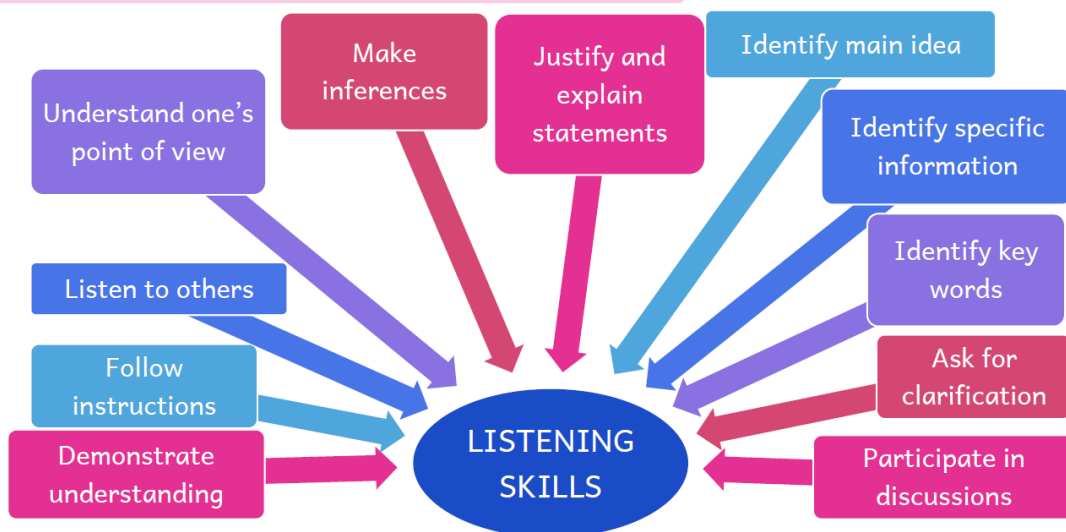 Make
inferences
Justify and
explain
statements
Identify main idea
Understand one's
point of view
Identify specific
information
Listen to others
Identify key
words
Follow
instructions
Ask for
clarification
Demonstrate
understanding
LISTENING
SKILLS
Participate in
discussions